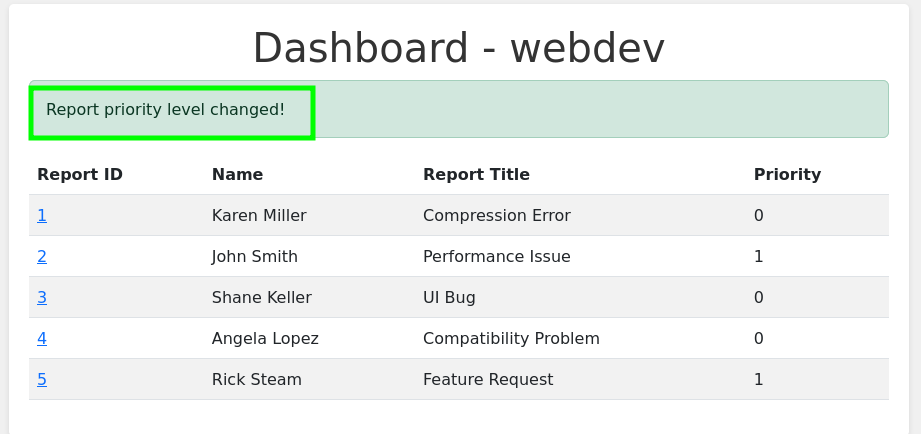 Dashboard - webdev
Report priority level changed!
Report ID Name Report Title Priority
1 Karen Miller Compression Error 0
2 John Smith Performance Issue 1
3 Shane Keller UI Bug 0
4 Angela Lopez Compatibility Problem 0
5 Rick Steam Feature Request 1